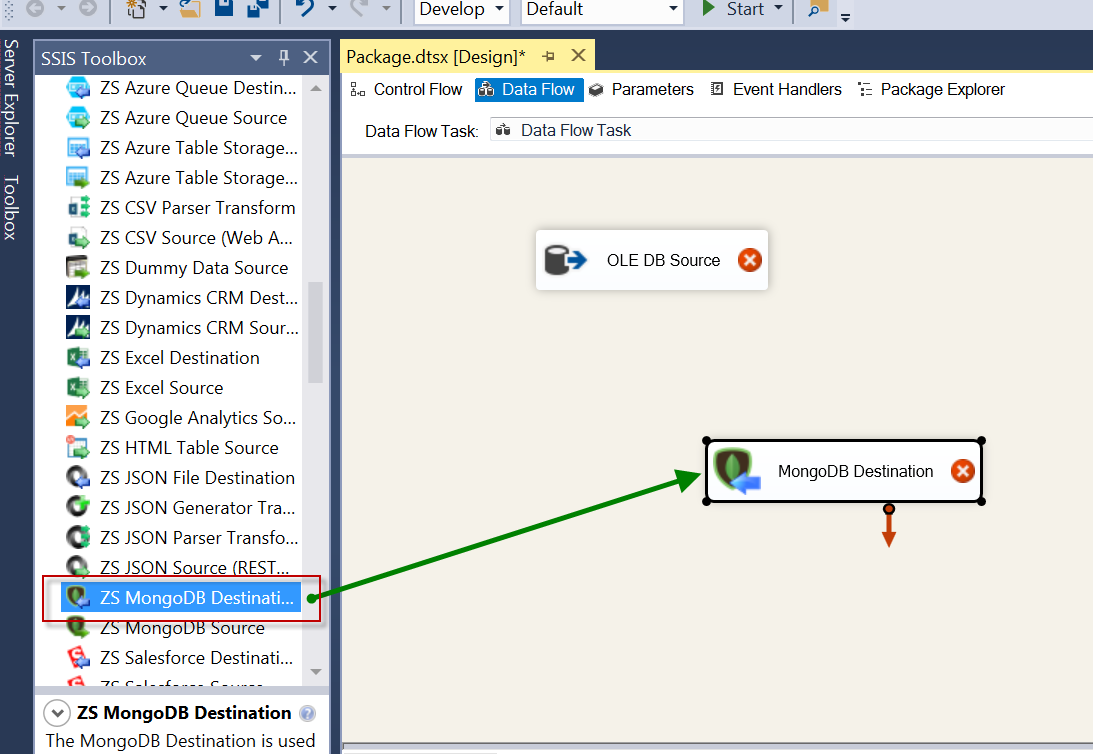 Develop
Default
Start
Server Explorer
Toolbox
SSIS Toolbox
ZS Azure Queue Destin...
ZS Azure Queue Source
ZS Azure Table Storage...
ZS Azure Table Storage...
ZS CSV Parser Transform
ZS CSV Source (Web A...
ZS Dummy Data Source
ZS Dynamics CRM Dest...
ZS Dynamics CRM Sour...
ZS Excel Destination
ZS Excel Source
ZS Google Analytics So...
ZS HTML Table Source
ZS JSON File Destination
ZS JSON Generator Tra...
ZS JSON Parser Transfo...
ZS JSON Source (REST...
ZS MongoDB Destinati...
ZS MongoDB Source
ZS Salesforce Destinati...
ZS Salesforce Source
ZS MongoDB Destination
The MongoDB Destination is used
Package.dtsx [Design]*
Control Flow Data Flow Parameters Event Handlers Package Explorer
Data Flow Task: Data Flow Task
OLE DB Source
MongoDB Destination